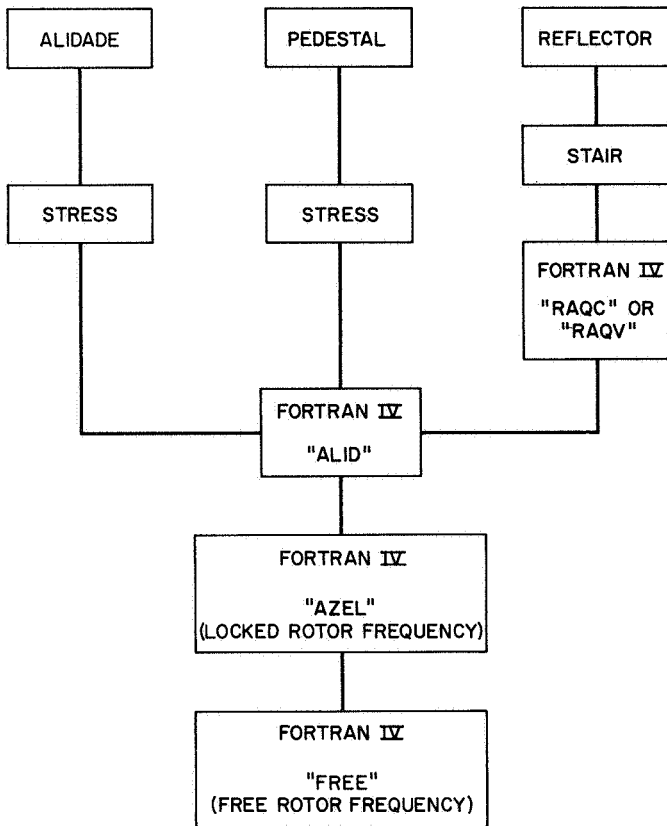 ALIDADE
PEDESTAL
REFLECTOR
STAIR
STRESS
STRESS
FORTRAN IV
"RAQC" OR
"RAQV"
FORTRAN IV
"ALID"
FORTRAN IV
"AZEL"
(LOCKED ROTOR FREQUENCY)
FORTRAN IV
"FREE"
(FREE ROTOR FREQUENCY)